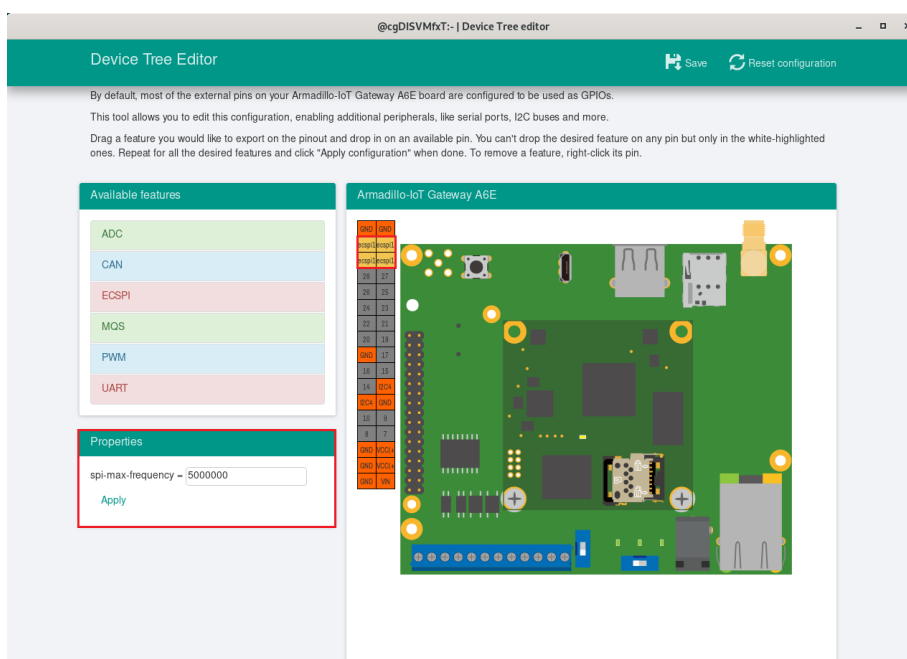 @cgDISVMfxT:- | Device Tree editor
Device Tree Editor
Save
Reset configuration
By default, most of the external pins on your Armadillo-IoT Gateway A6E board are configured to be used as GPIOs.
This tool allows you to edit this configuration, enabling additional peripherals, like serial ports, I2C buses and more.
Drag a feature you would like to export on the pinout and drop in on an available pin. You can't drop the desired feature on any pin but only in the white-highlighted
ones. Repeat for all the desired features and click "Apply configuration" when done. To remove a feature, right-click its pin.
Available features
ADC
CAN
ECSPI
MQS
PWM
UART
Properties
spi-max-frequency = 5000000
Apply
Armadillo-IoT Gateway A6E
GND GND
ecspi1 ecspi1
ecspi1 ecspi1
28 27
26 25
24 23
22 21
20 19
GND 17
16 15
14 I2C4
I2C4 GND
10 9
8 7
GND VCC(+
GND VCC(+
GND VIN